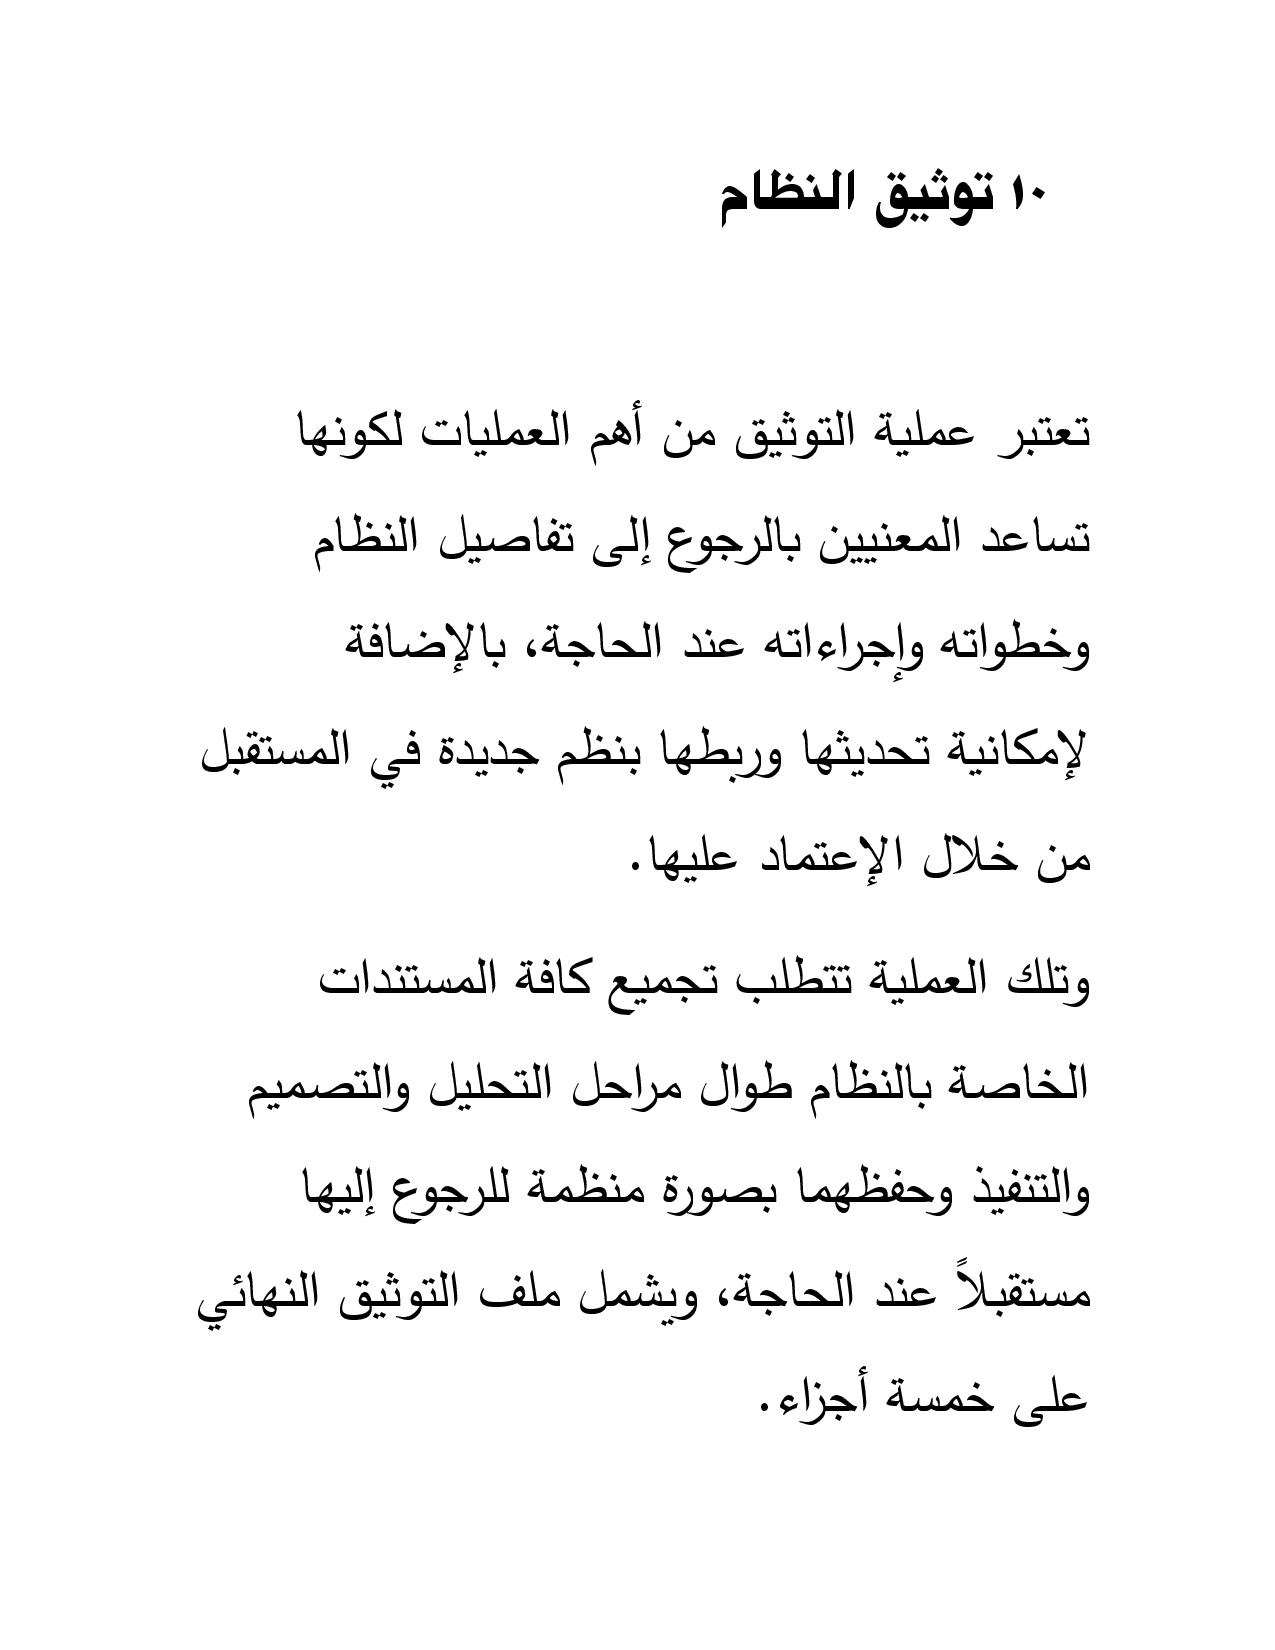 ١٠ توثيق النظام
تعتبر عملية التوثيق من أهم العمليات لكونها
تساعد المعنيين بالرجوع إلى تفاصيل النظام
وخطواته وإجراءاته عند الحاجة، بالإضافة
لإمكانية تحديثها وربطها بنظم جديدة في المستقبل
من خلال الإعتماد عليها.
وتلك العملية تتطلب تجميع كافة المستندات
الخاصة بالنظام طوال مراحل التحليل والتصميم
والتنفيذ وحفظهما بصورة منظمة للرجوع إليها
مستقبلاً عند الحاجة، ويشمل ملف التوثيق النهائي
على خمسة أجزاء.